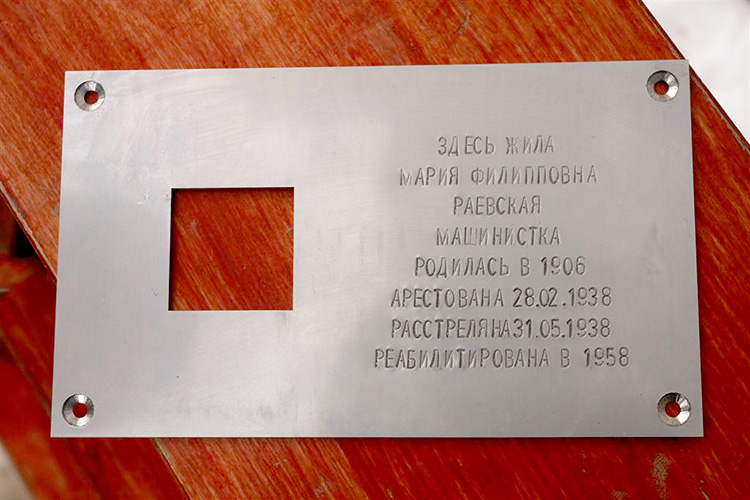 ЗДЕСЬ ЖИЛА
МАРИЯ ФИЛИППОВНА
РАЕВСКАЯ
МАШИНИСТКА
РОДИЛАСЬ В 1906
АРЕСТОВАНА 28.02.1938
РАССТРЕЛЯНА 31.05.1938
РЕАБИЛИТИРОВАНА В 1958